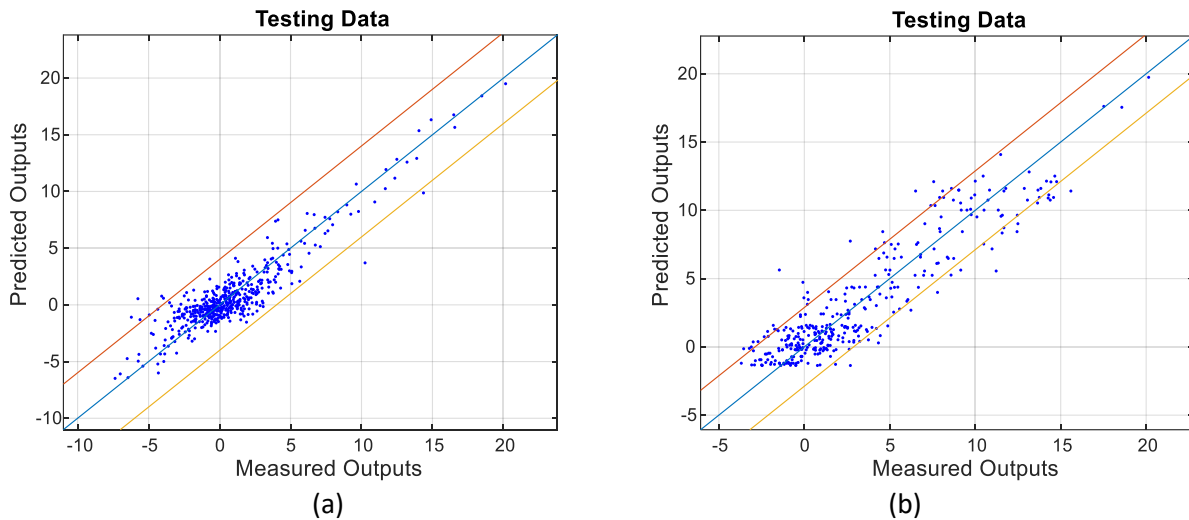 Testing Data
Predicted Outputs
20
15
10
5
0
-5
-10
-10 -5 0 5 10 15 20
Measured Outputs
(a)
Testing Data
Predicted Outputs
20
15
10
5
0
-5
-5 0 5 10 15 20
Measured Outputs
(b)